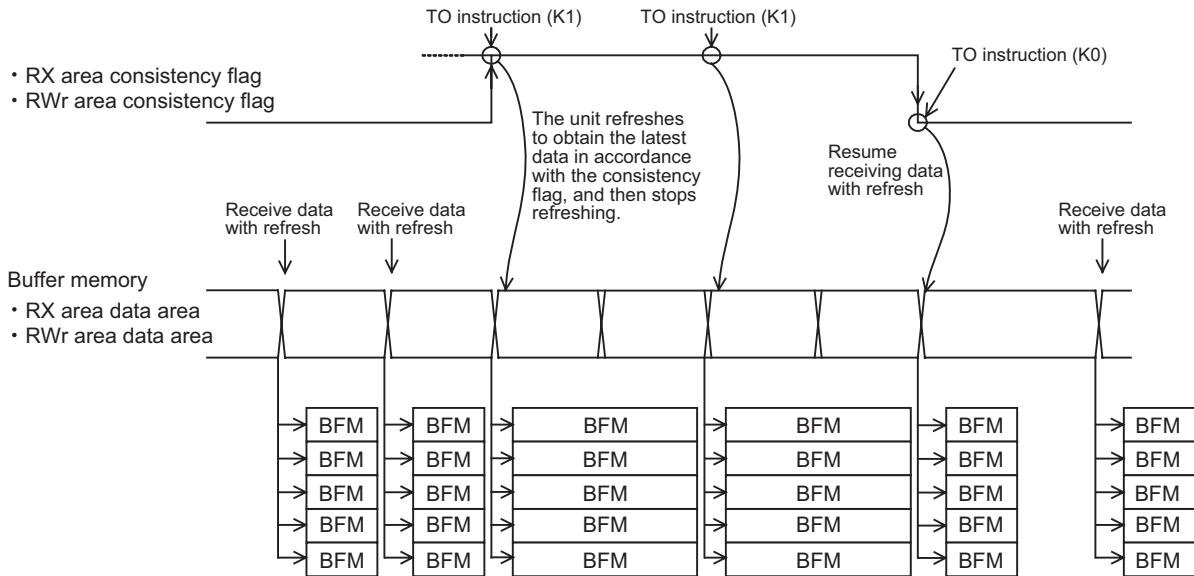 TO instruction (K1)
TO instruction (K1)
TO instruction (K0)
・RX area consistency flag
・RWr area consistency flag
The unit refreshes
to obtain the latest
data in accordance
with the consistency
flag, and then stops
refreshing.
Resume
receiving data
with refresh
Receive data
with refresh
Receive data
with refresh
Receive data
with refresh
Buffer memory
・RX area data area
・RWr area data area
BFM BFM BFM BFM BFM BFM
BFM BFM BFM BFM BFM BFM
BFM BFM BFM BFM BFM BFM
BFM BFM BFM BFM BFM BFM
BFM BFM BFM BFM BFM BFM